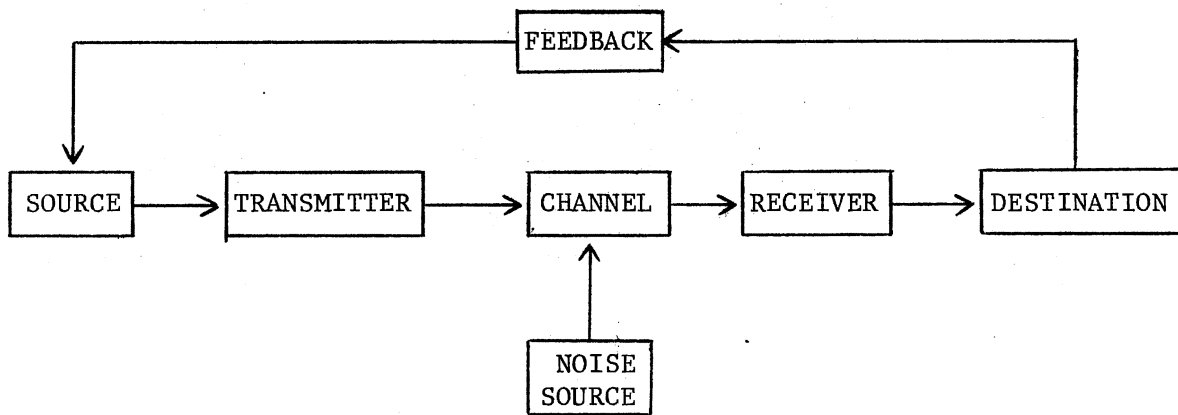 FEEDBACK
SOURCE
TRANSMITTER
CHANNEL
RECEIVER
DESTINATION
NOISE
SOURCE